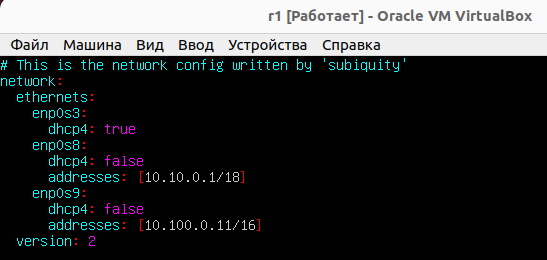 r1 [Работает] - Oracle VM VirtualBox
Файл Машина Вид Ввод Устройства Справка
# This is the network config written by 'subiquity'
network:
  ethernets:
    enp0s3:
      dhcp4: true
    enp0s8:
      dhcp4: false
      addresses: [10.10.0.1/18]
    enp0s9:
      dhcp4: false
      addresses: [10.100.0.11/16]
  version: 2